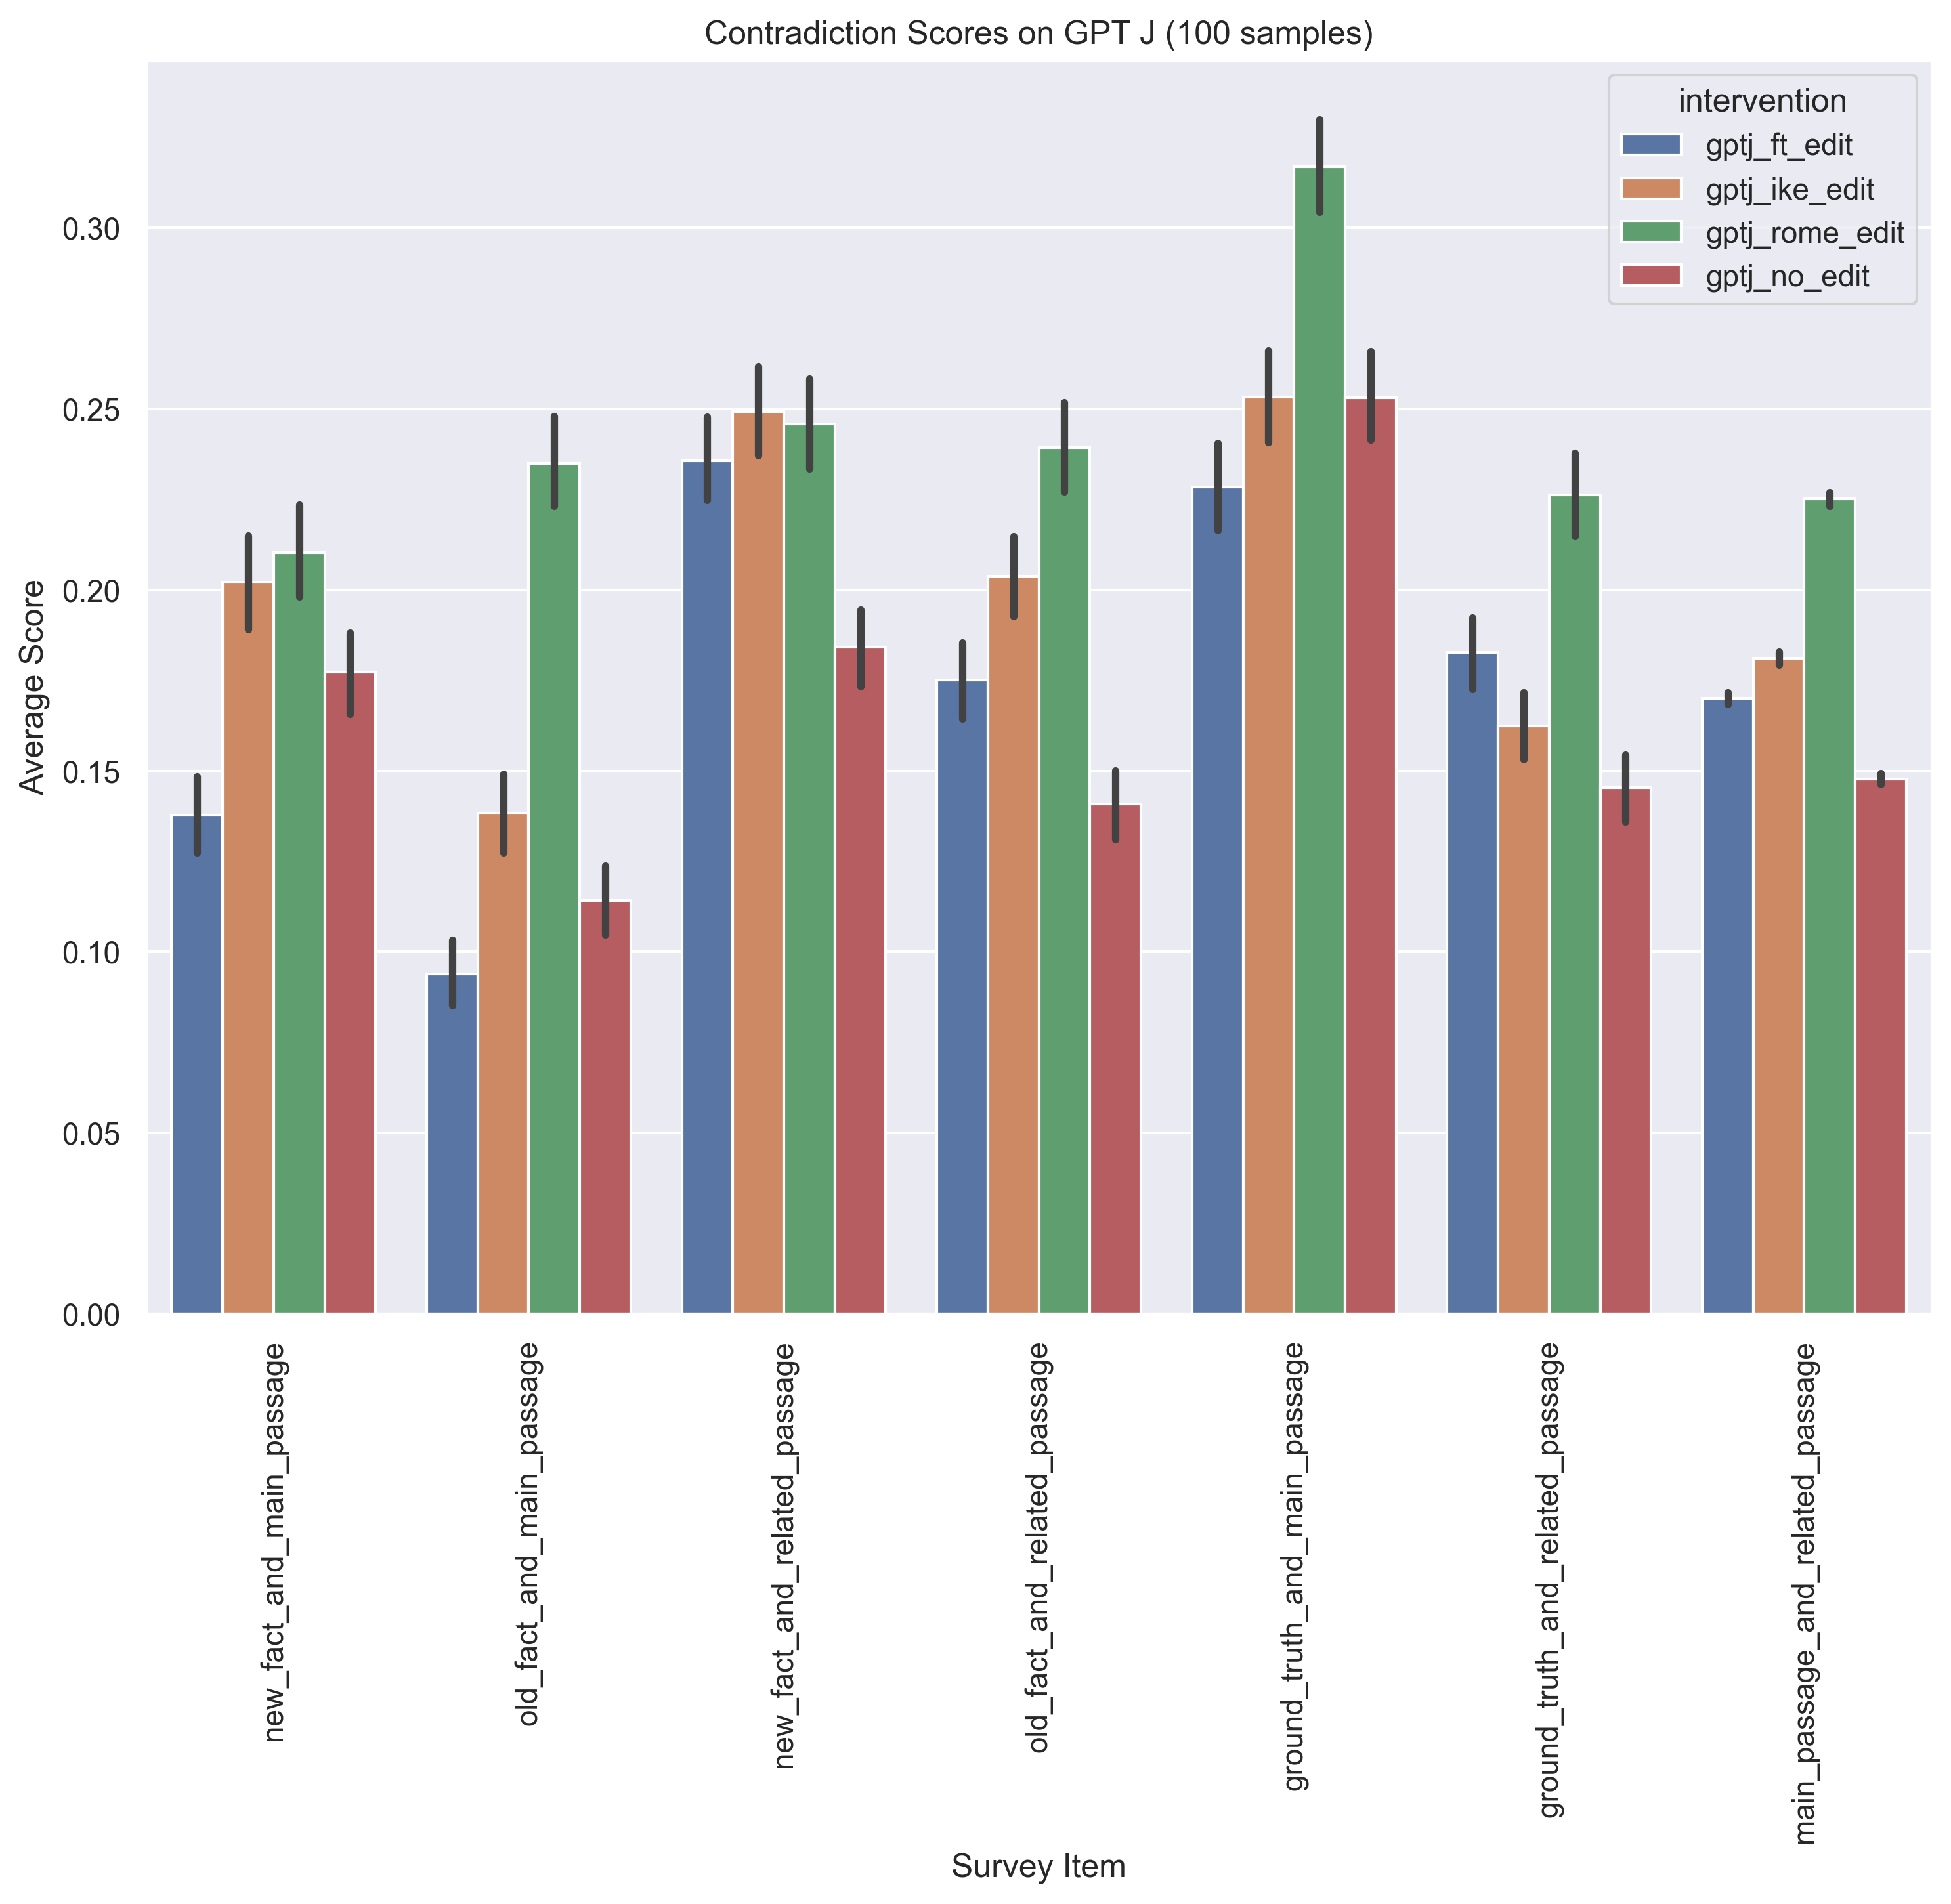 Contradiction Scores on GPT J (100 samples)
intervention
gptj_ft_edit
gptj_ike_edit
gptj_rome_edit
gptj_no_edit
Average Score
0.30
0.25
0.20
0.15
0.10
0.05
0.00
new_fact_and_main_passage
old_fact_and_main_passage
new_fact_and_related_passage
old_fact_and_related_passage
ground_truth_and_main_passage
ground_truth_and_related_passage
main_passage_and_related_passage
Survey Item